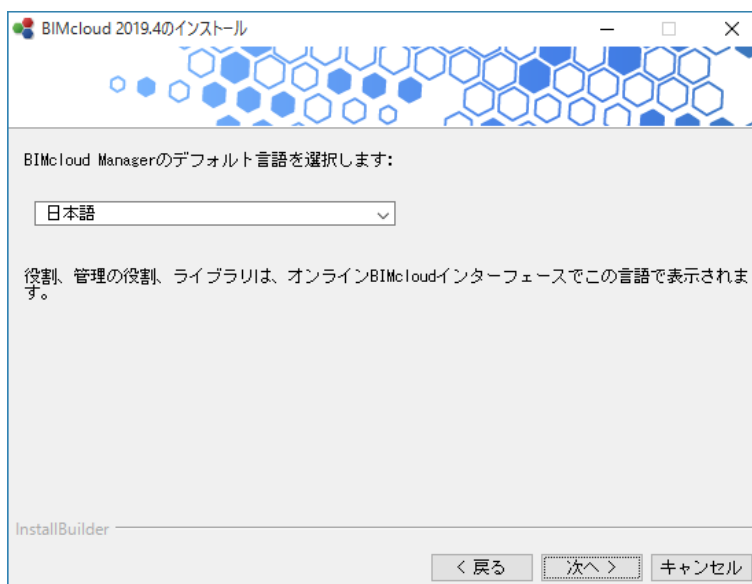 BIMcloud 2019.4のインストール
BIMcloud Managerのデフォルト言語を選択します:
日本語
役割、管理の役割、ライブラリは、オンラインBIMcloudインターフェースでこの言語で表示されま
す。
InstallBuilder
< 戻る 次へ > キャンセル